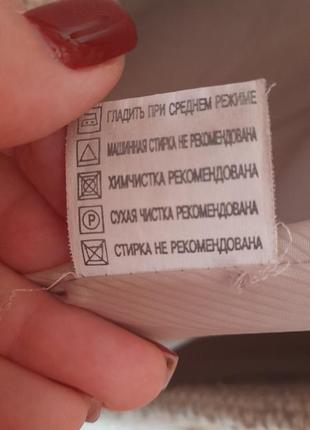 ГЛАДИТЬ ПРИ СРЕДНЕМ РЕЖИМЕ
МАШИННАЯ СТИРКА НЕ РЕКОМЕНДОВАНА
ХИМЧИСТКА РЕКОМЕНДОВАНА
P СУХАЯ ЧИСТКА РЕКОМЕНДОВАНА
СТИРКА НЕ РЕКОМЕНДОВАНА